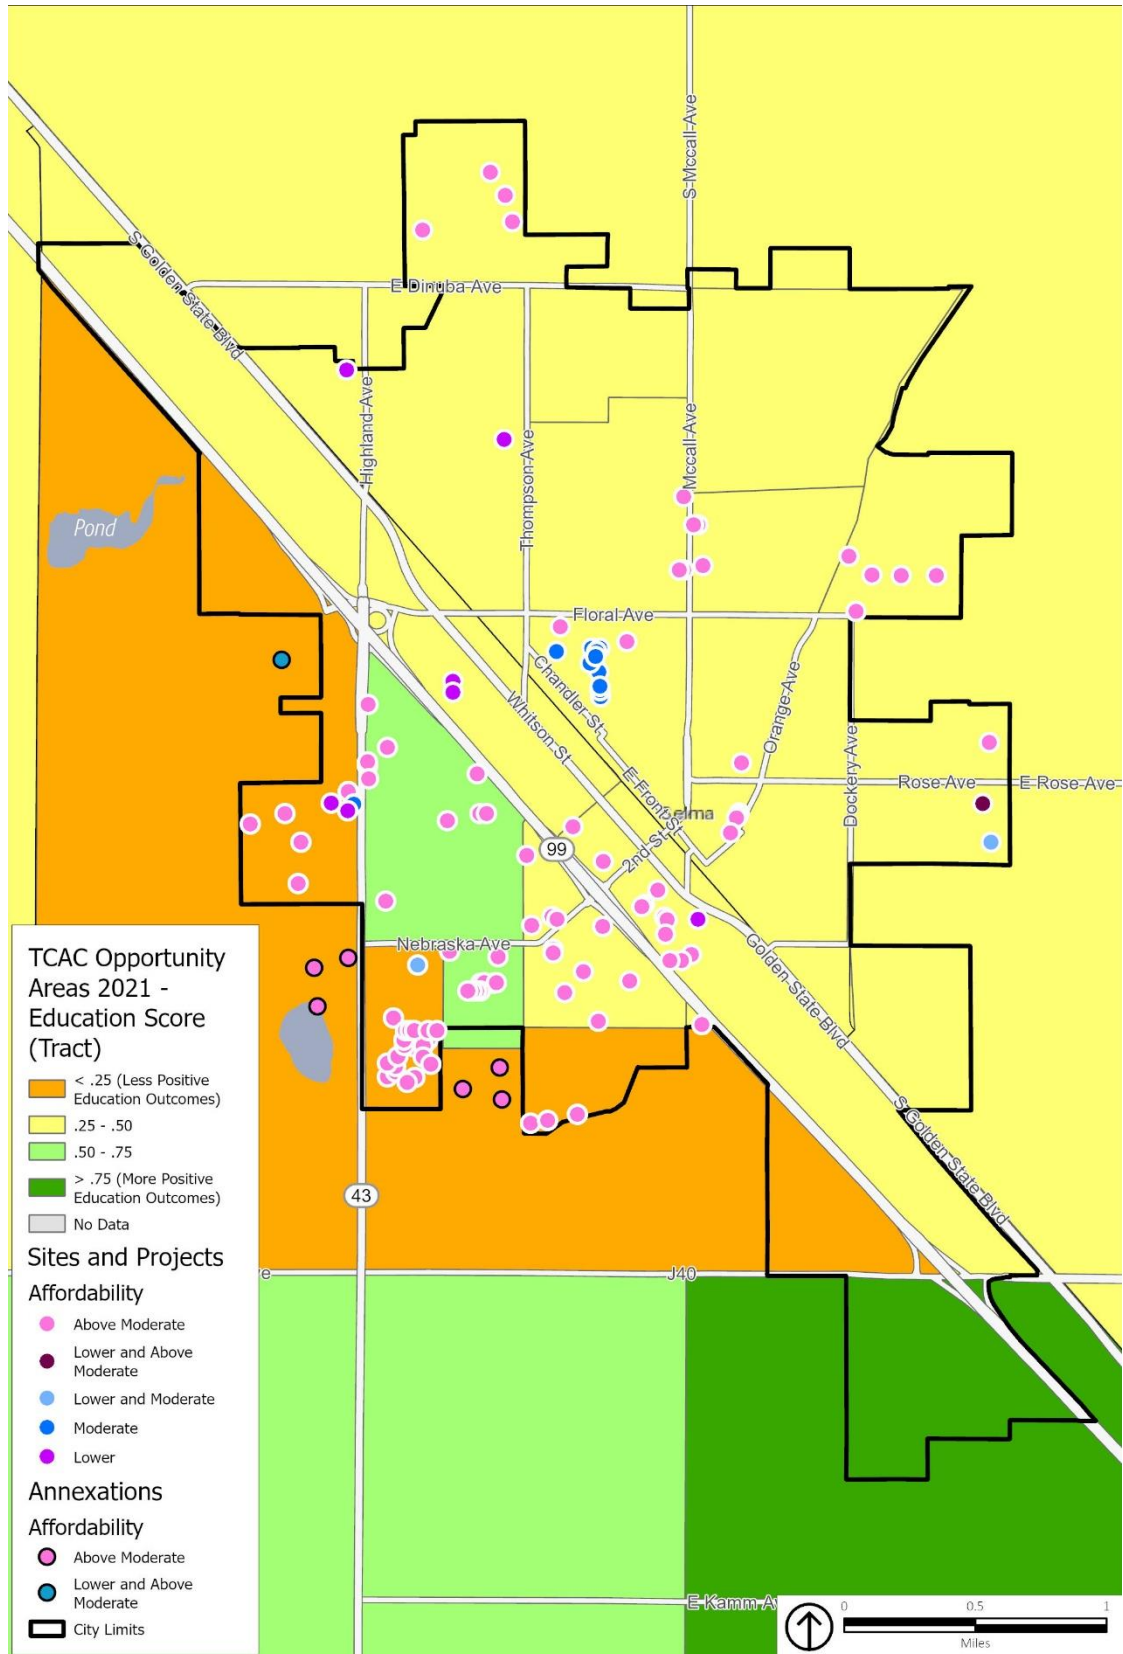 S Mccall Ave
S Golden State Blvd
E Dinuba Ave
Highland Ave
Thompson Ave
Mccall Ave
Pond
Floral Ave
Chandler St
Whitson St
Orange Ave
E Front St
Dockery Ave
Rose Ave
E Rose Ave
elma
2nd St
99
Nebraska Ave
Golden State Blvd
S Golden State Blvd
43
J40
E Kamm Av
TCAC Opportunity
Areas 2021 -
Education Score
(Tract)
< .25 (Less Positive
Education Outcomes)
.25 - .50
.50 - .75
> .75 (More Positive
Education Outcomes)
No Data
Sites and Projects
Affordability
Above Moderate
Lower and Above
Moderate
Lower and Moderate
Moderate
Lower
Annexations
Affordability
Above Moderate
Lower and Above
Moderate
City Limits
0 0.5 1
Miles